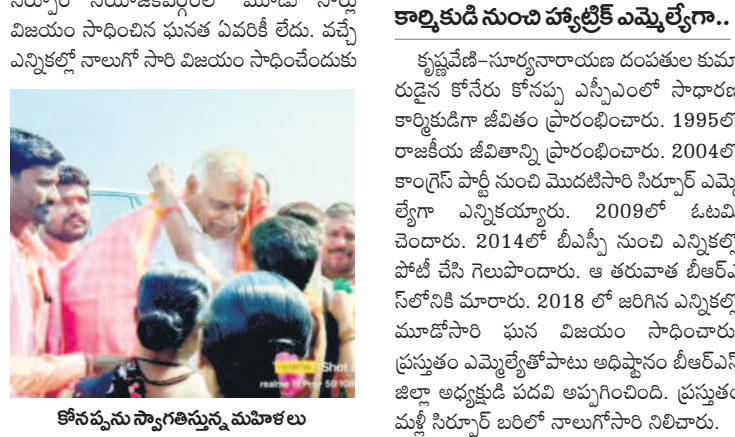 సిర్పూర్ నియోజకవర్గంలో మూడు సార్లు
విజయం సాధించిన ఘనత ఏవరికీ లేదు. వచ్చే
ఎన్నికల్లో నాలుగో సారి విజయం సాధించేందుకు
కోనప్పను స్వాగతిస్తున్న మహిళలు
కార్మికుడి నుంచి హ్యాట్రిక్ ఎమ్మెల్యేగా..
కృష్ణవేణి–సూర్యనారాయణ దంపతుల కుమా
రుడైన కోనేరు కోనప్ప ఎస్పీఎంలో సాధారణ
కార్మికుడిగా జీవితం ప్రారంభించారు. 1995లో
రాజకీయ జీవితాన్ని ప్రారంభించారు. 2004లో
కాంగ్రెస్ పార్టీ నుంచి మొదటిసారి సిర్పూర్ ఎమ్మె
ల్యేగా ఎన్నికయ్యారు. 2009లో ఓటమి
చెందారు. 2014లో బీఎస్పీ నుంచి ఎన్నికల్లో
పోటీ చేసి గెలుపొందారు. ఆ తరువాత బీఆర్ఎ
స్‌లోనికి మారారు. 2018 లో జరిగిన ఎన్నికల్లో
మూడోసారి ఘన విజయం సాధించారు
ప్రస్తుతం ఎమ్మెల్యేతోపాటు అధిష్టానం బీఆర్ఎస్
జిల్లా అధ్యక్షుడి పదవి అప్పగించింది. ప్రస్తుతం
మళ్లీ సిర్పూర్ బరిలో నాలుగోసారి నిలిచారు.